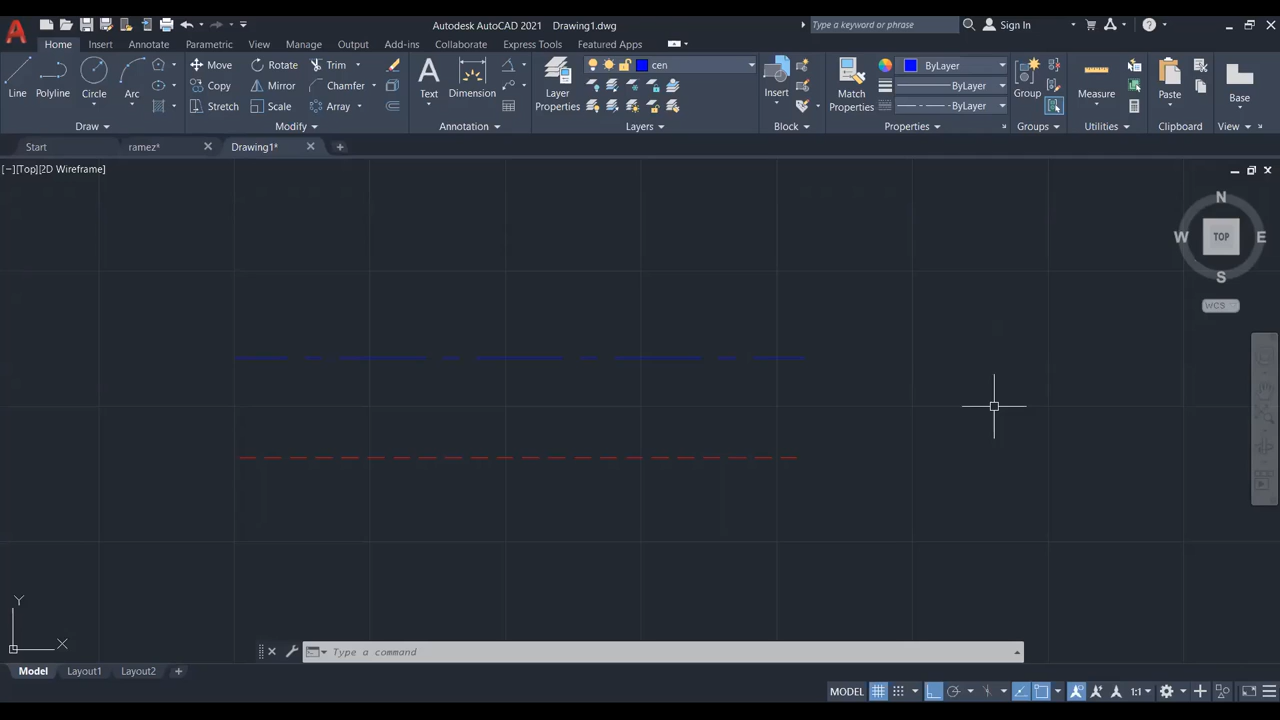 Autodesk AutoCAD 2021 Drawing1.dwg
Type a keyword or phrase
Sign In
Home Insert Annotate Parametric View Manage Output Add-ins Collaborate Express Tools Featured Apps
Line Polyline Circle Arc
Move Rotate Trim
Copy Mirror Chamfer
Stretch Scale Array
Text Dimension
Layer
Properties
cen
Insert
Match
Properties
ByLayer
ByLayer
ByLayer
Group
Measure
Paste
Base
Draw Modify Annotation Layers Block Properties Groups Utilities Clipboard View
Start ramez* Drawing1*
[−][Top][2D Wireframe]
N
W TOP E
S
WCS
Y
X
Type a command
Model Layout1 Layout2
MODEL 1:1